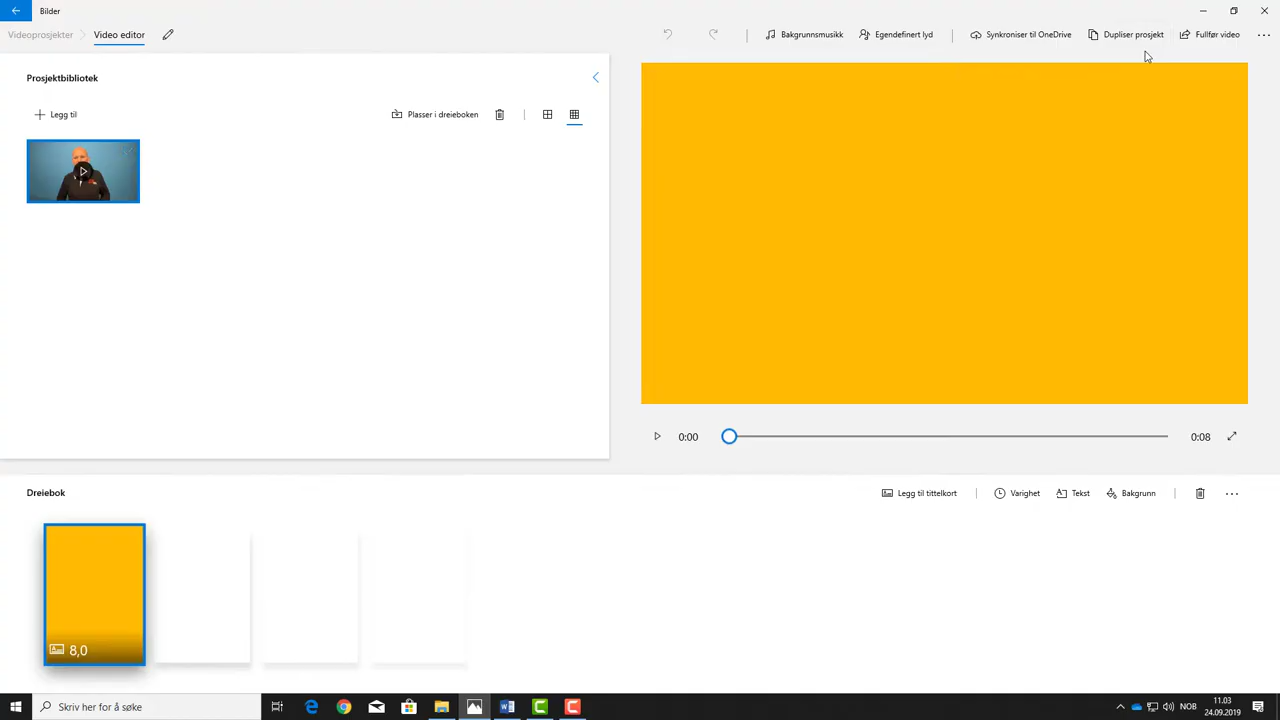 Bilder
Videoprosjekter
Video editor
Bakgrunnsmusikk
Egendefinert lyd
Synkroniser til OneDrive
Dupliser prosjekt
Fullfør video
Prosjektbibliotek
Legg til
Plasser i dreieboken
0:00
0:08
Dreiebok
Legg til tittelkort
Varighet
Tekst
Bakgrunn
8,0
Skriv her for å søke
NOB
11.03
24.09.2019